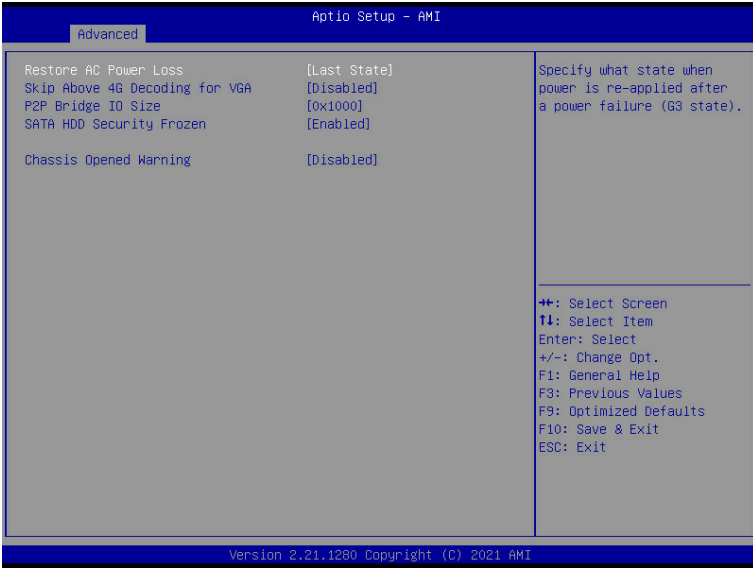 Aptio Setup – AMI
Advanced
Restore AC Power Loss [Last State]
Skip Above 4G Decoding for VGA [Disabled]
P2P Bridge IO Size [0x1000]
SATA HDD Security Frozen [Enabled]
Chassis Opened Warning [Disabled]
Specify what state when
power is re-applied after
a power failure (G3 state).
→←: Select Screen
↑↓: Select Item
Enter: Select
+/-: Change Opt.
F1: General Help
F3: Previous Values
F9: Optimized Defaults
F10: Save & Exit
ESC: Exit
Version 2.21.1280 Copyright (C) 2021 AMI